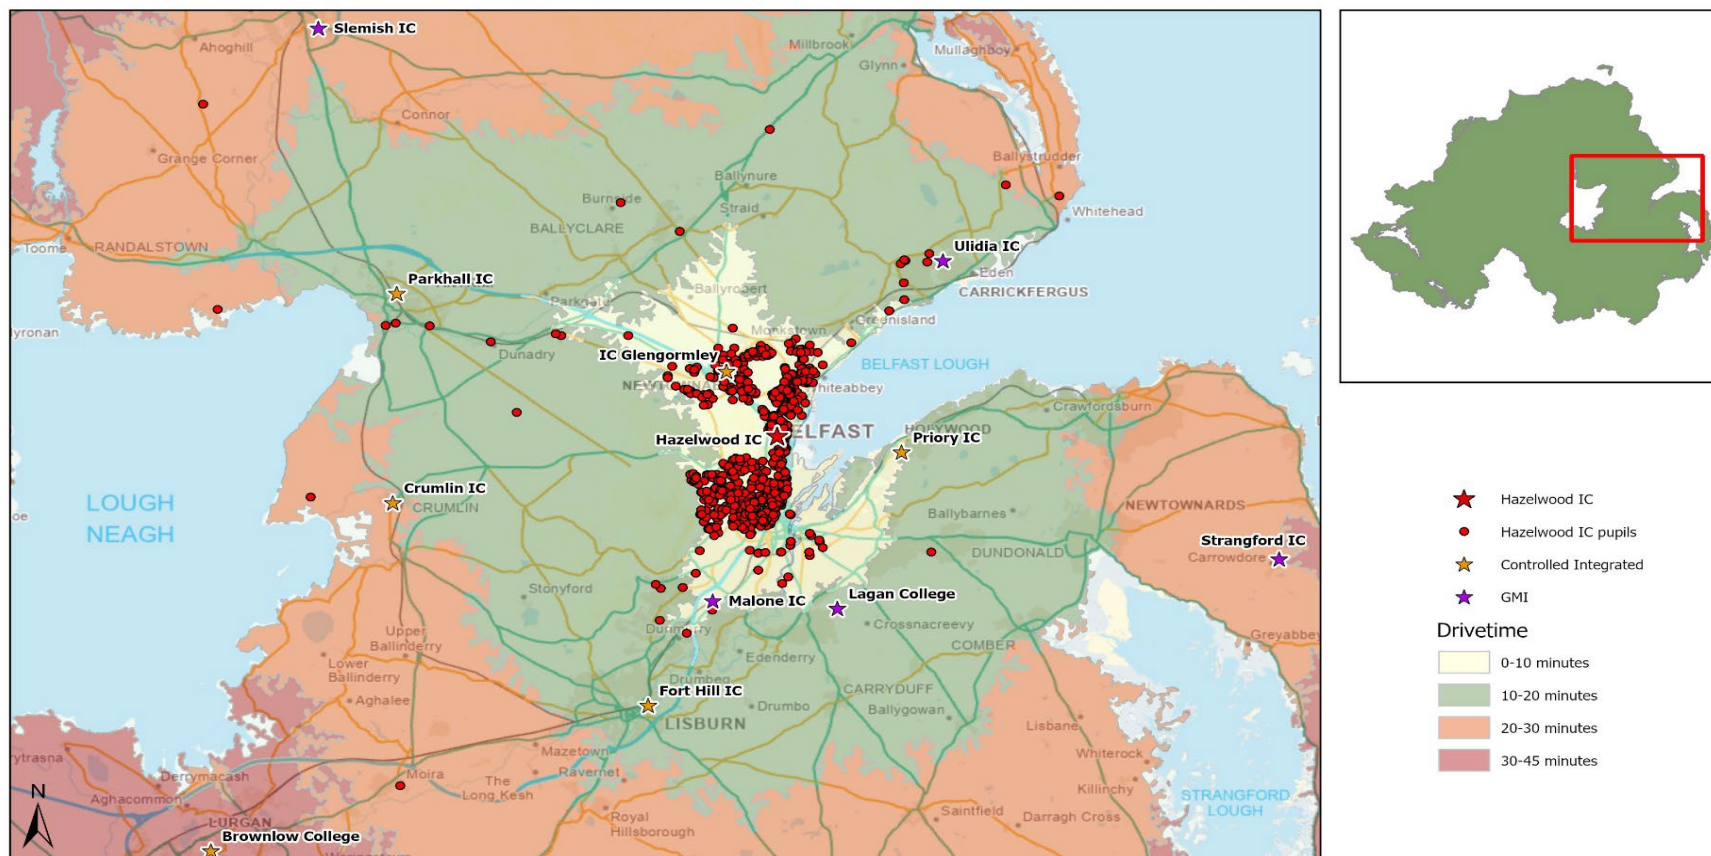 Slemish IC
Ahoghill
Millbrook
Mullaghboy
Glynn
Connor
Grange Corner
Ballystrudder
Ballynure
Burnside
Straid
Whitehead
BALLYCLARE
Toome
RANDALSTOWN
Ulidia IC
Parkhall IC
Eden
CARRICKFERGUS
Parkgate
Ballyrobert
Greenisland
Monkstown
Dunadry
IC Glengormley
BELFAST LOUGH
Whiteabbey
Crawfordsburn
Hazelwood IC
ELFAST
HOLYWOOD
Priory IC
Crumlin IC
CRUMLIN
LOUGH
NEAGH
NEWTOWNARDS
Ballybarnes
Strangford IC
Carrowdore
DUNDONALD
Stonyford
Malone IC
Lagan College
Crossnacreevy
Dunmurry
Upper
Ballinderry
Lower
Ballinderry
Edenderry
COMBER
Greyabbey
Drumbeg
Aghalee
Fort Hill IC
CARRYDUFF
Drumbo
Ballygowan
LISBURN
Lisbane
Mazetown
Whiterock
Derrymacash
Moira
The
Long Kesh
Ravernet
Killinchy
Aghacommon
STRANGFORD
LOUGH
N
LURGAN
Royal
Hillsborough
Saintfield
Darragh Cross
Brownlow College
Hazelwood IC
Hazelwood IC pupils
Controlled Integrated
GMI
Drivetime
0-10 minutes
10-20 minutes
20-30 minutes
30-45 minutes